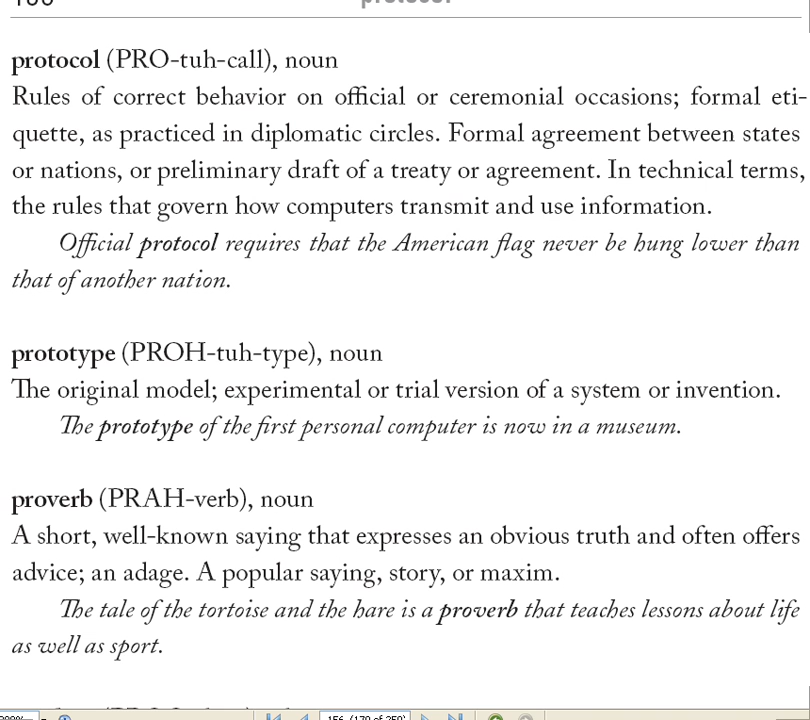 protocol
protocol (PRO-tuh-call), noun
Rules of correct behavior on official or ceremonial occasions; formal eti-
quette, as practiced in diplomatic circles. Formal agreement between states
or nations, or preliminary draft of a treaty or agreement. In technical terms,
the rules that govern how computers transmit and use information.
Official protocol requires that the American flag never be hung lower than
that of another nation.
prototype (PROH-tuh-type), noun
The original model; experimental or trial version of a system or invention.
The prototype of the first personal computer is now in a museum.
proverb (PRAH-verb), noun
A short, well-known saying that expresses an obvious truth and often offers
advice; an adage. A popular saying, story, or maxim.
The tale of the tortoise and the hare is a proverb that teaches lessons about life
as well as sport.
156 (170 of 259)